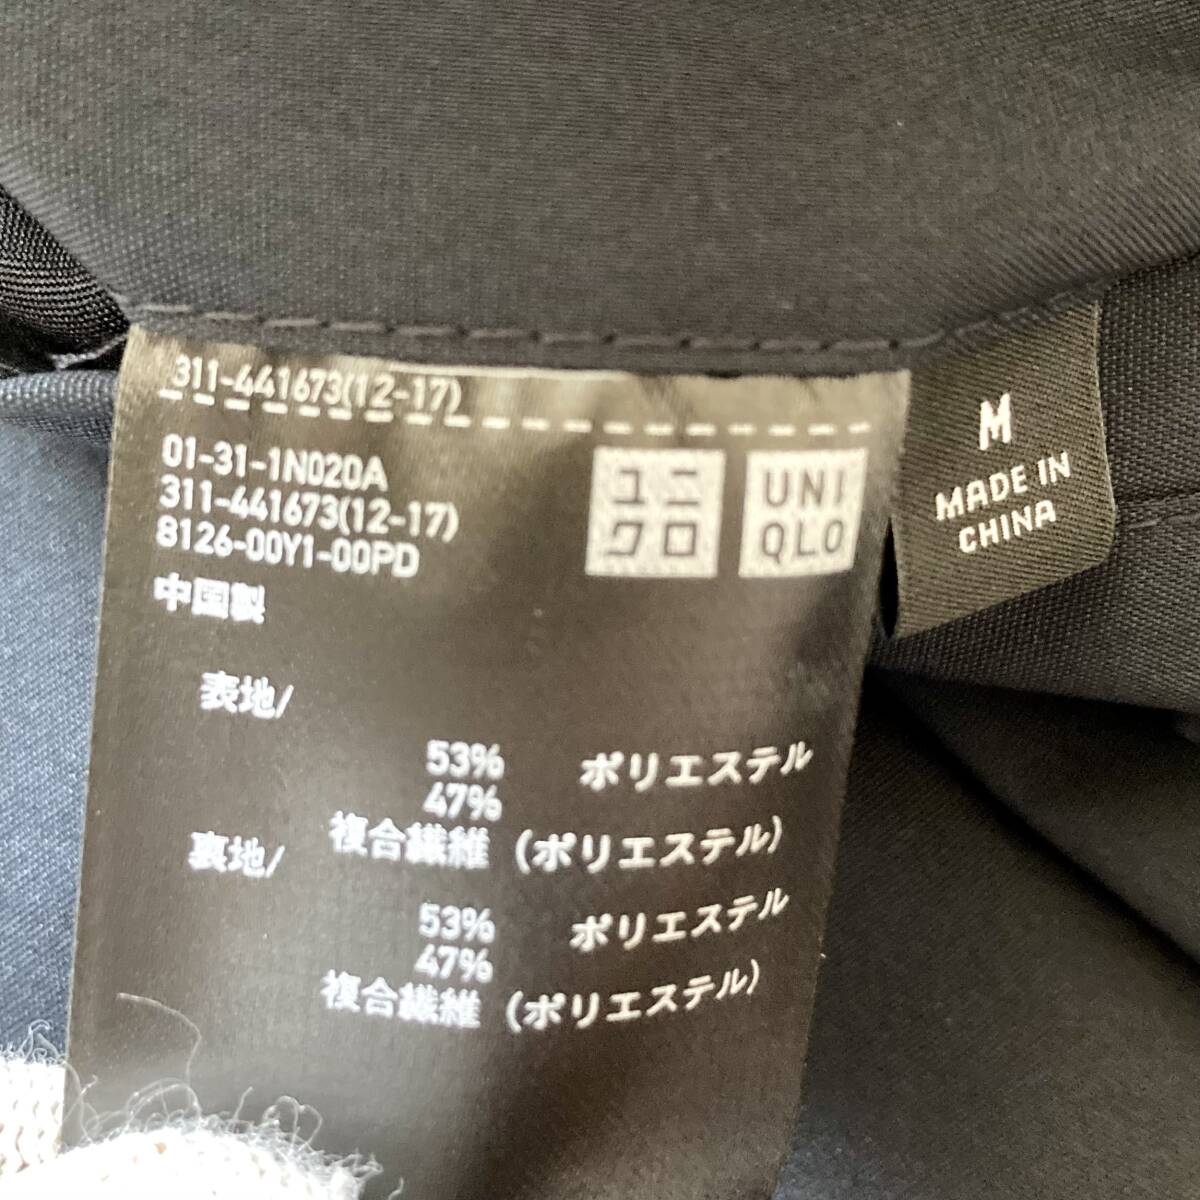 311-441673(12-17)
01-31-1N020A
311-441673(12-17)
8126-00Y1-00PD
中国製
ユニ
クロ
UNI
QLO
M
MADE IN
CHINA
表地/
53% ポリエステル
47%
複合繊維 (ポリエステル)
裏地/
53% ポリエステル
47%
複合繊維 (ポリエステル)